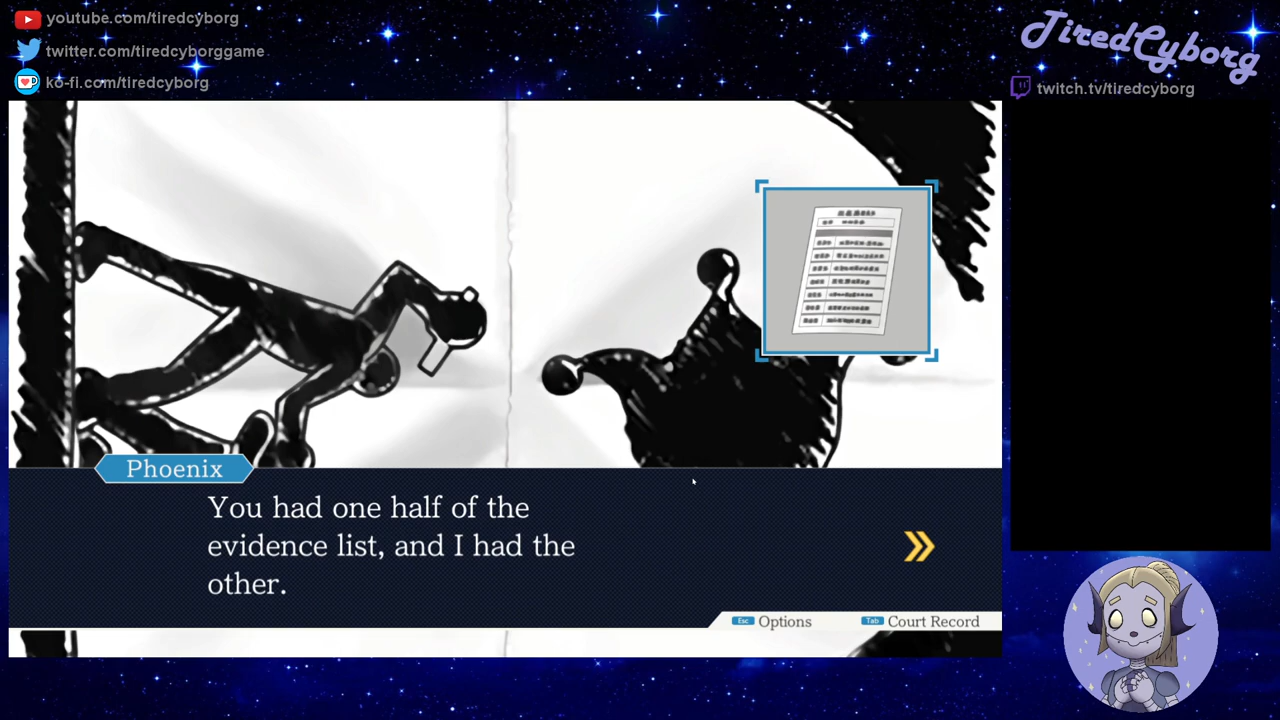 youtube.com/tiredcyborg
twitter.com/tiredcyborggame
ko-fi.com/tiredcyborg
TiredCyborg
twitch.tv/tiredcyborg
Phoenix
You had one half of the
evidence list, and I had the
other.
Esc Options
Tab Court Record